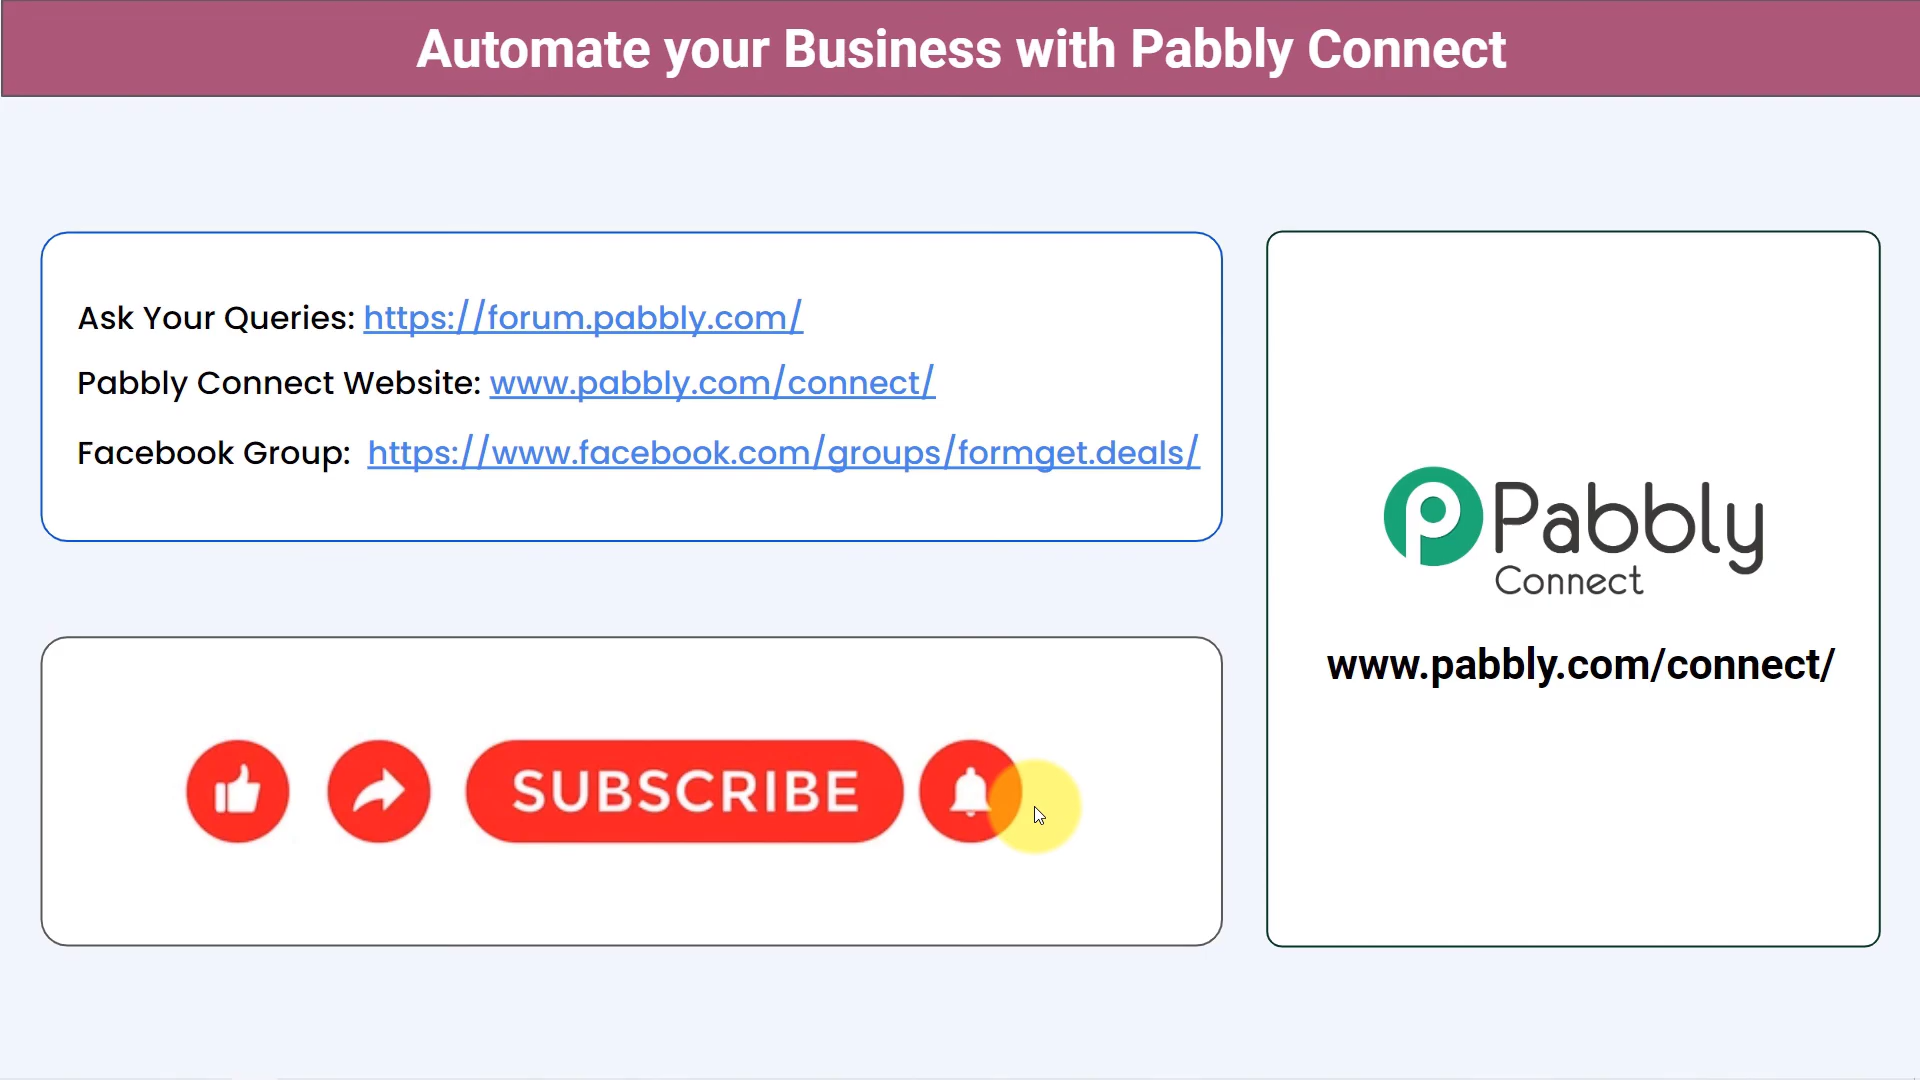 Automate your Business with Pabbly Connect
Ask Your Queries: https://forum.pabbly.com/
Pabbly Connect Website: www.pabbly.com/connect/
Facebook Group: https://www.facebook.com/groups/formget.deals/
SUBSCRIBE
Pabbly
Connect
www.pabbly.com/connect/